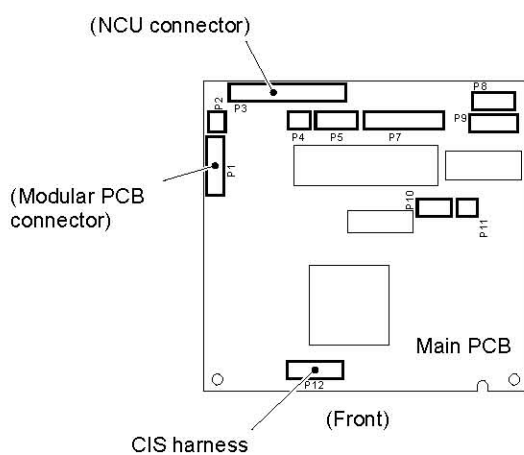 (NCU connector)
P8
P2
P3
P9
P4
P5
P7
P1
(Modular PCB
connector)
P10
P11
Main PCB
P12
(Front)
CIS harness